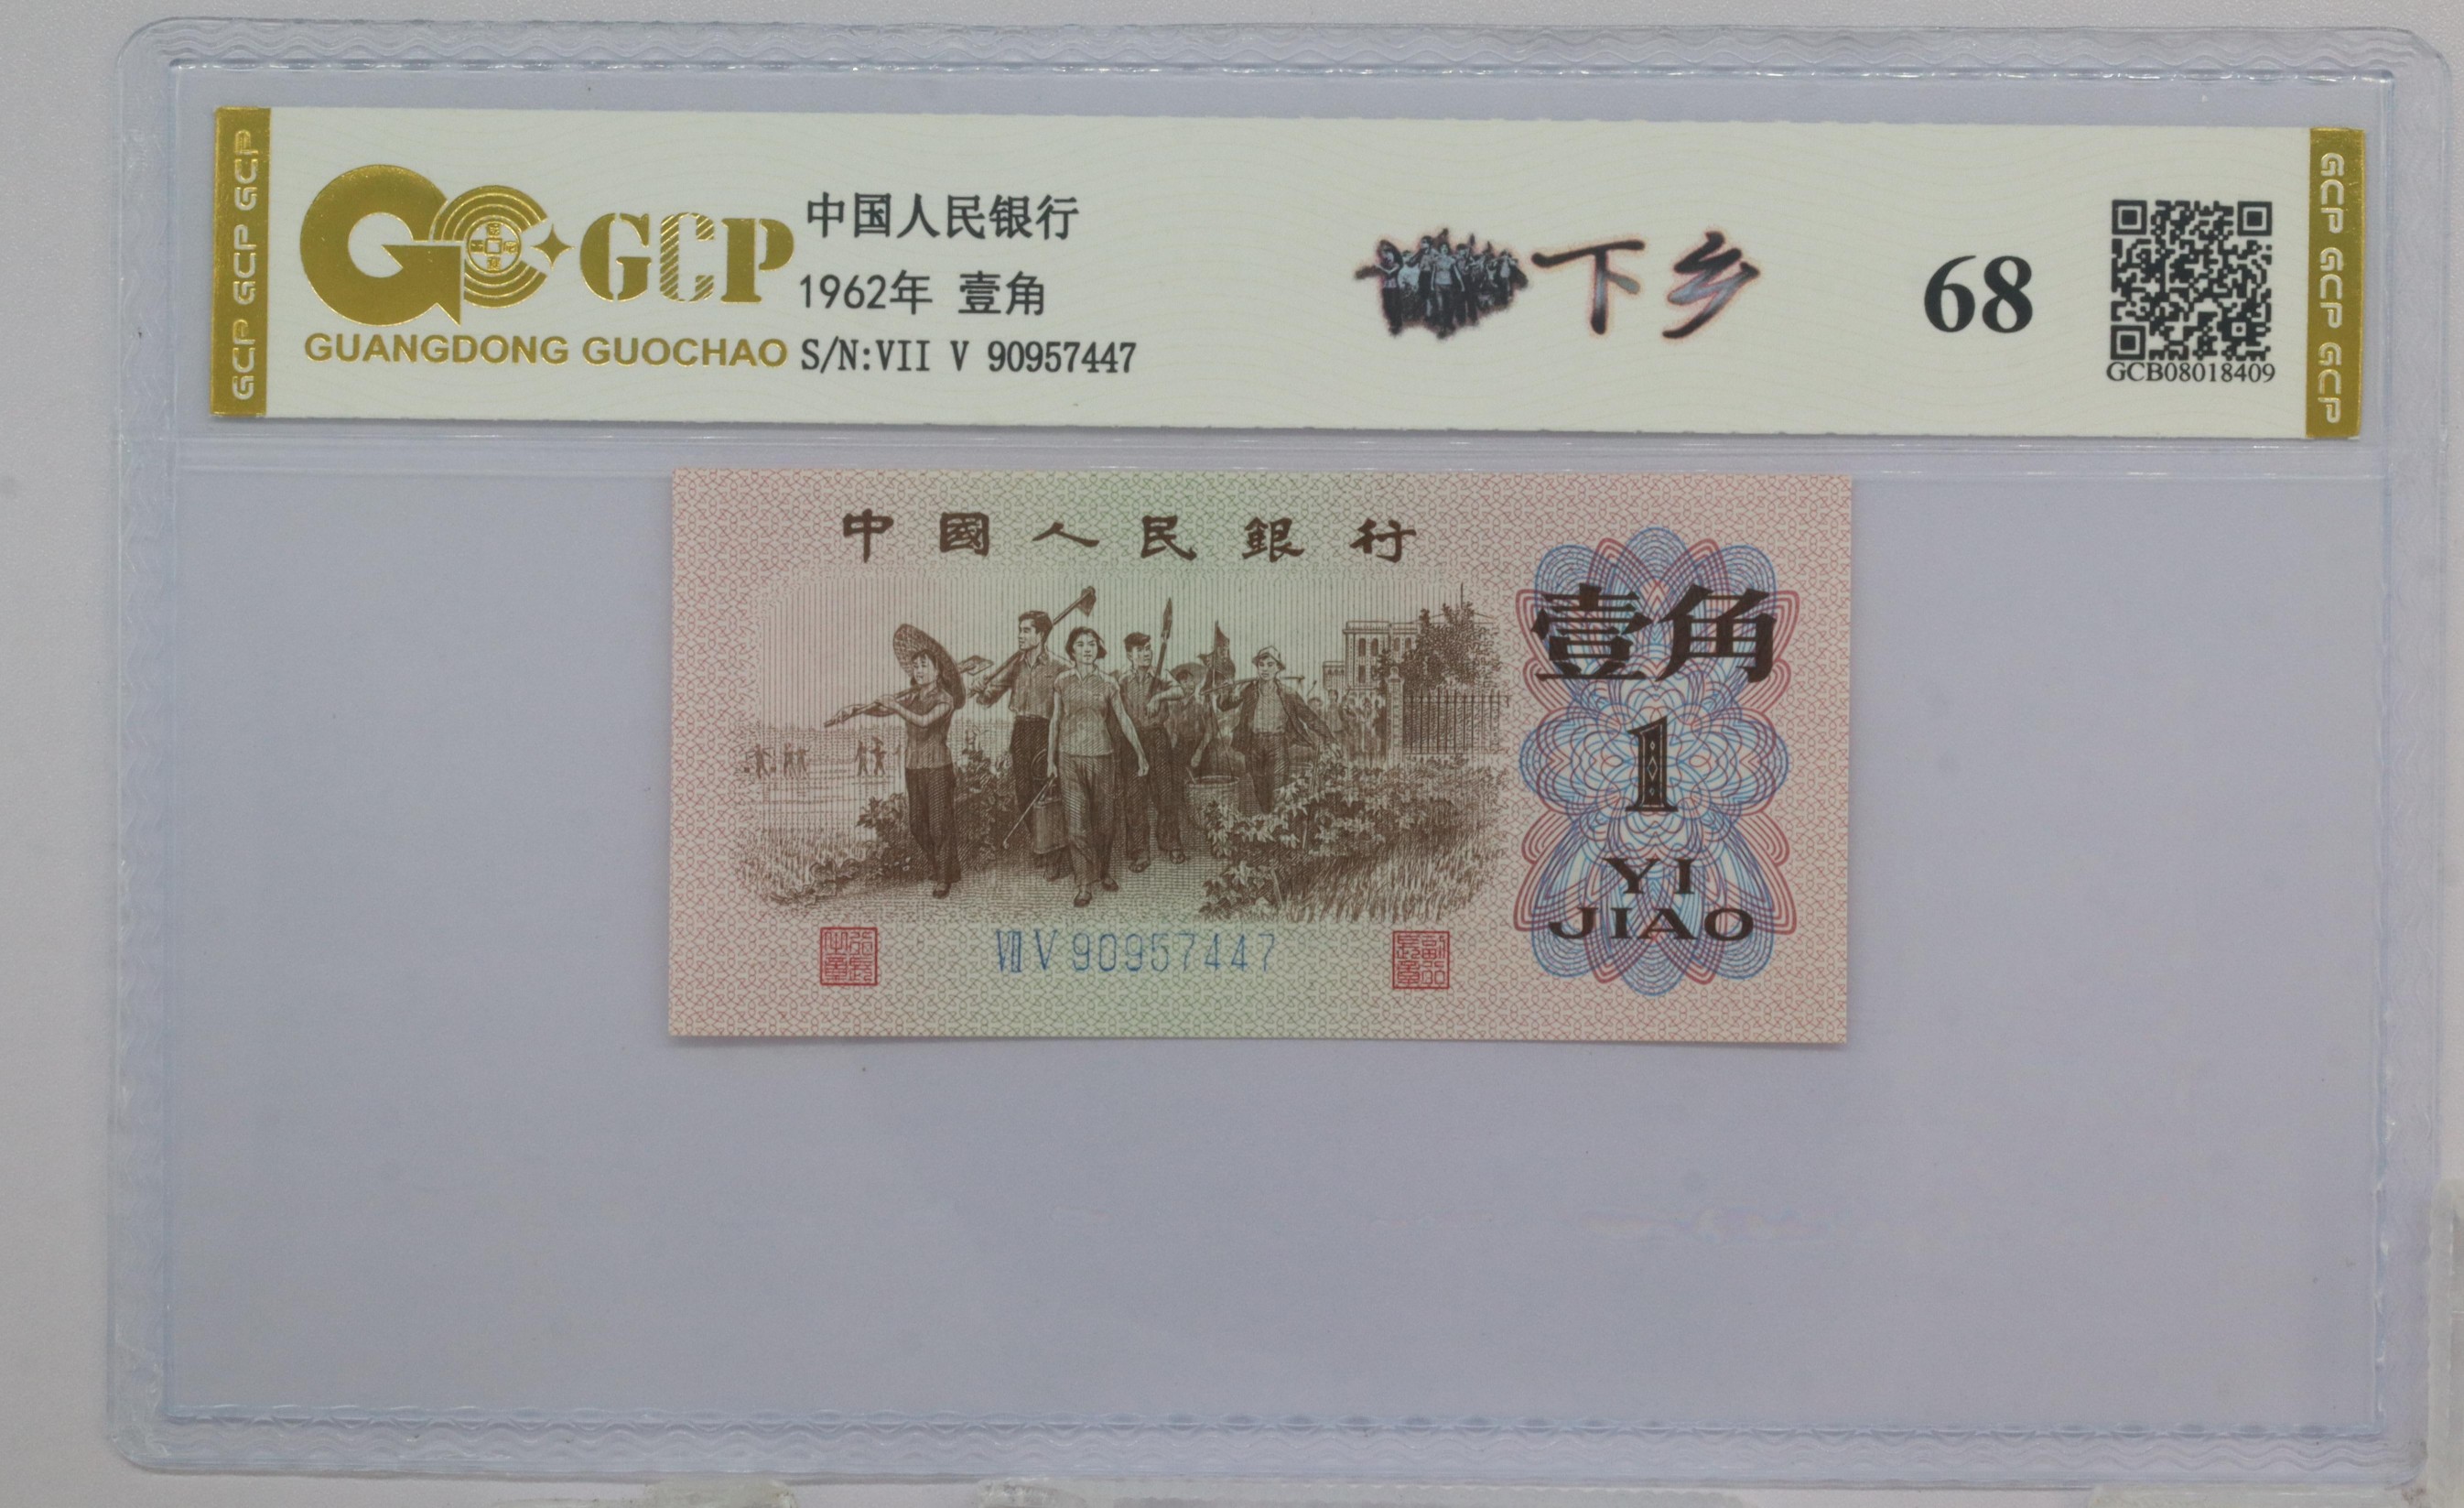 GCP GCP GCP
GCP
中国人民银行
1962年 壹角
GUANGDONG GUOCHAO
S/N:VII V 90957447
下乡
68
GCB08018409
GCP GCP GCP GCP
中國人民銀行
壹角
1
YI
JIAO
VII V 90957447